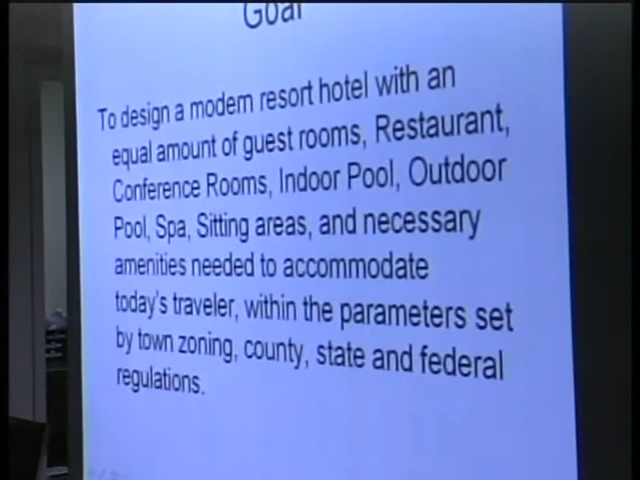 Goal
To design a modern resort hotel with an
equal amount of guest rooms, Restaurant,
Conference Rooms, Indoor Pool, Outdoor
Pool, Spa, Sitting areas, and necessary
amenities needed to accommodate
today's traveler, within the parameters set
by town zoning, county, state and federal
regulations.